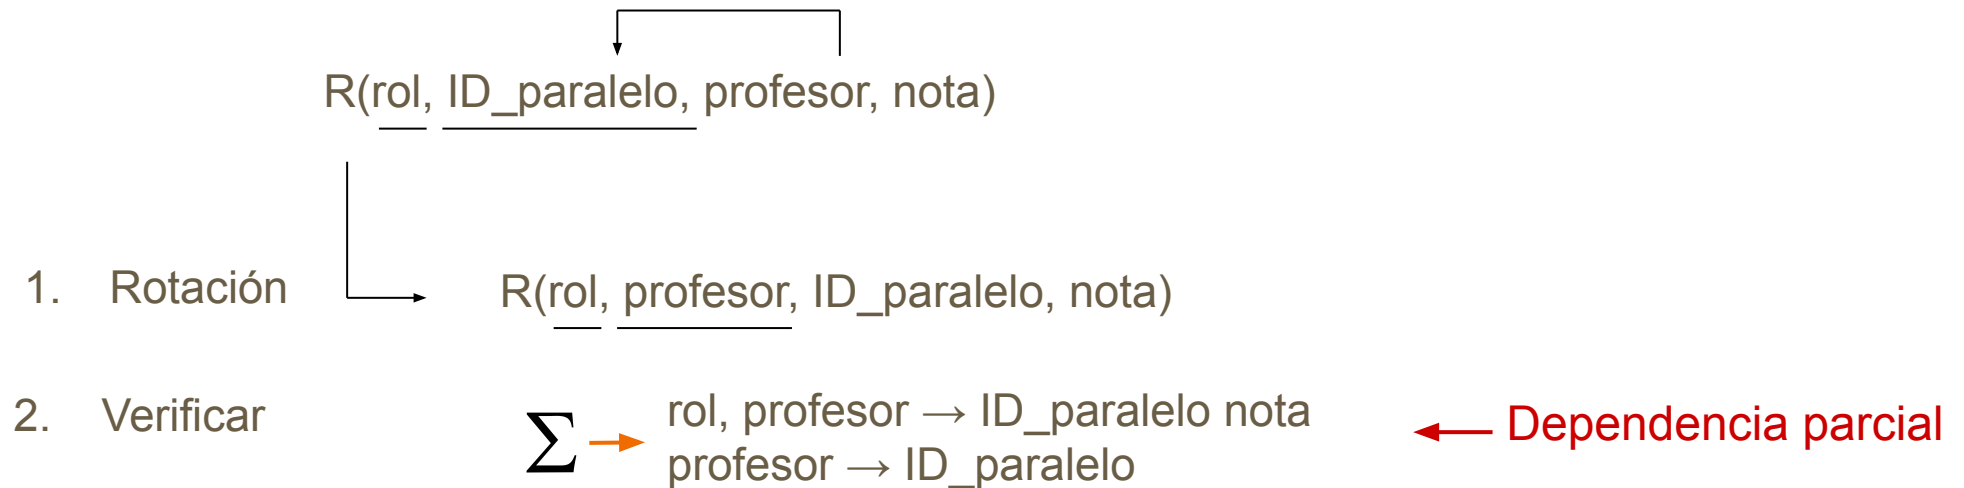 R(rol, ID_paralelo, profesor, nota)
1. Rotación
R(rol, profesor, ID_paralelo, nota)
2. Verificar
∑
rol, profesor → ID_paralelo nota
profesor → ID_paralelo
Dependencia parcial